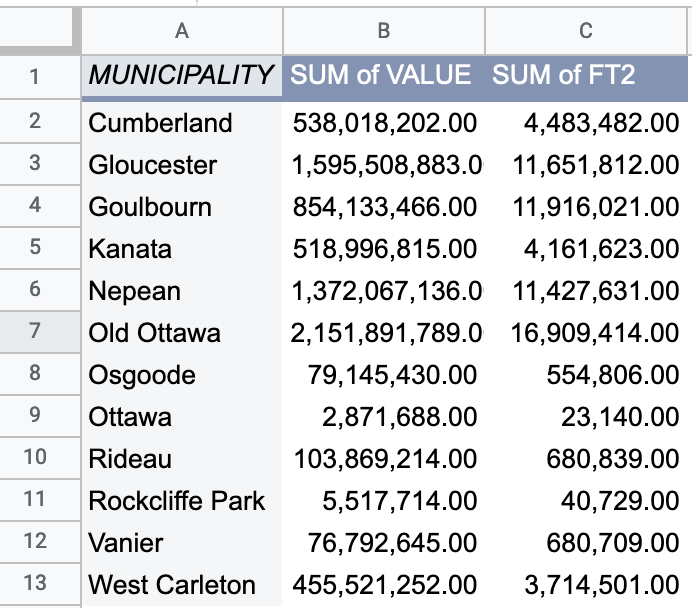 A B C
1 MUNICIPALITY SUM of VALUE SUM of FT2
2 Cumberland 538,018,202.00 4,483,482.00
3 Gloucester 1,595,508,883.0 11,651,812.00
4 Goulbourn 854,133,466.00 11,916,021.00
5 Kanata 518,996,815.00 4,161,623.00
6 Nepean 1,372,067,136.0 11,427,631.00
7 Old Ottawa 2,151,891,789.0 16,909,414.00
8 Osgoode 79,145,430.00 554,806.00
9 Ottawa 2,871,688.00 23,140.00
10 Rideau 103,869,214.00 680,839.00
11 Rockcliffe Park 5,517,714.00 40,729.00
12 Vanier 76,792,645.00 680,709.00
13 West Carleton 455,521,252.00 3,714,501.00